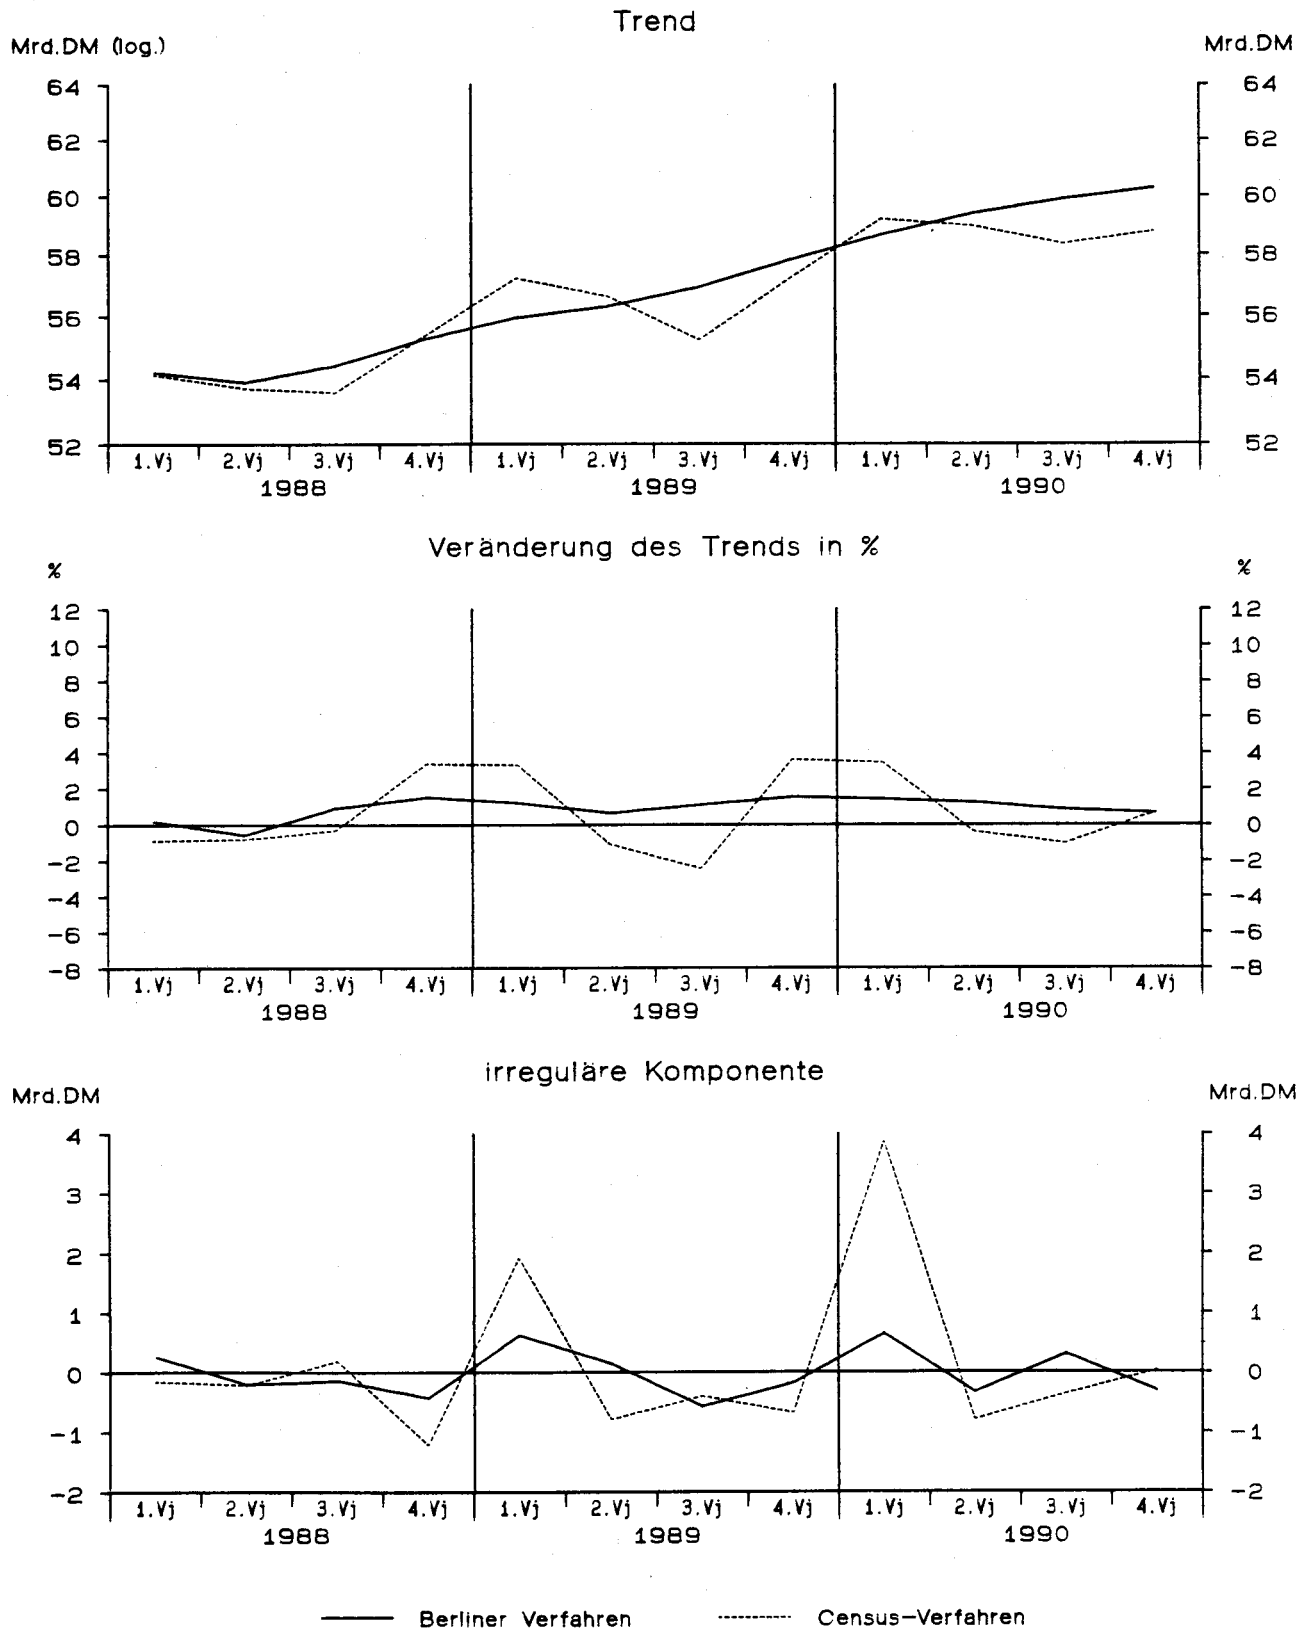 Trend
Mrd.DM (log.) Mrd.DM
64 64
62 62
60 60
58 58
56 56
54 54
52 52
1.Vj 2.Vj 3.Vj 4.Vj 1.Vj 2.Vj 3.Vj 4.Vj 1.Vj 2.Vj 3.Vj 4.Vj
1988 1989 1990
Veränderung des Trends in %
% %
12 12
10 10
8 8
6 6
4 4
2 2
0 0
-2 -2
-4 -4
-6 -6
-8 -8
1.Vj 2.Vj 3.Vj 4.Vj 1.Vj 2.Vj 3.Vj 4.Vj 1.Vj 2.Vj 3.Vj 4.Vj
1988 1989 1990
irreguläre Komponente
Mrd.DM Mrd.DM
4 4
3 3
2 2
1 1
0 0
-1 -1
-2 -2
1.Vj 2.Vj 3.Vj 4.Vj 1.Vj 2.Vj 3.Vj 4.Vj 1.Vj 2.Vj 3.Vj 4.Vj
1988 1989 1990
Berliner Verfahren Census-Verfahren